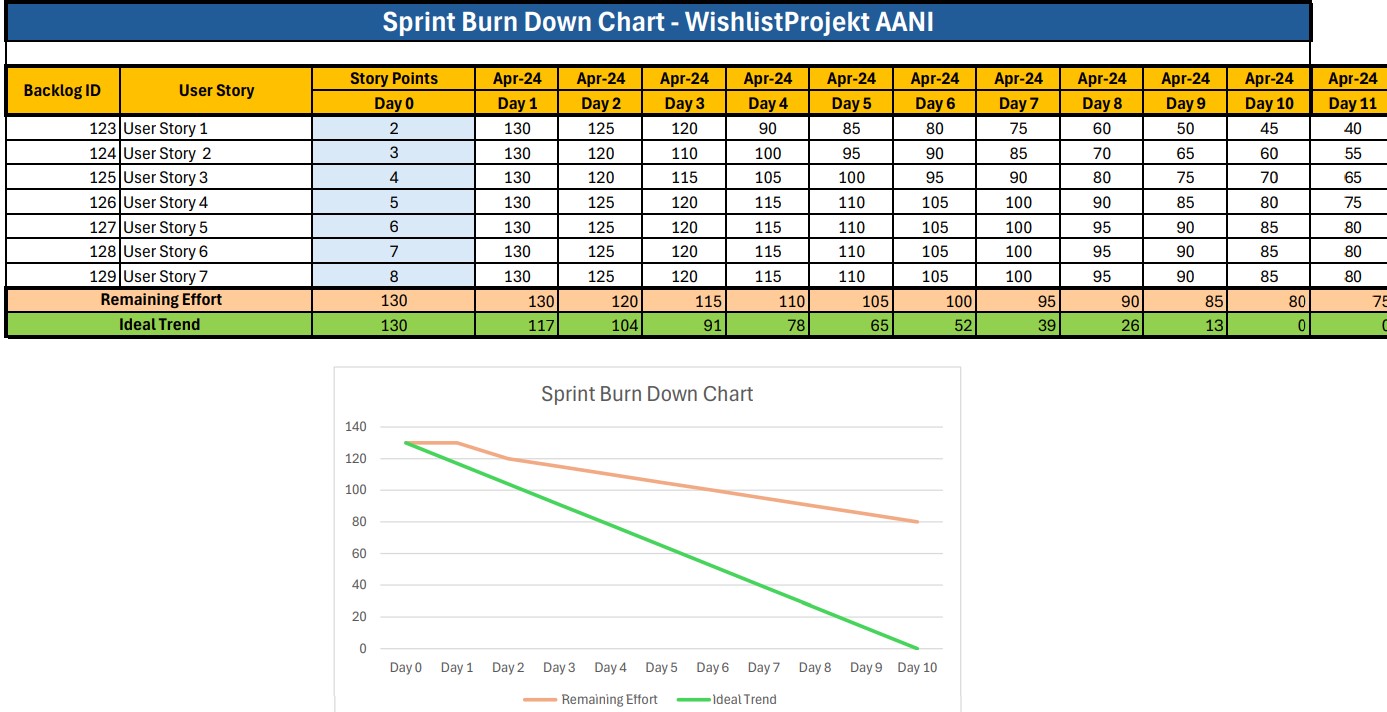 Sprint Burn Down Chart - WishlistProjekt AANI
Backlog ID User Story Story Points Apr-24 Apr-24 Apr-24 Apr-24 Apr-24 Apr-24 Apr-24 Apr-24 Apr-24 Apr-24 Apr-24
Day 0 Day 1 Day 2 Day 3 Day 4 Day 5 Day 6 Day 7 Day 8 Day 9 Day 10 Day 11
123 User Story 1 2 130 125 120 90 85 80 75 60 50 45 40
124 User Story 2 3 130 120 110 100 95 90 85 70 65 60 55
125 User Story 3 4 130 120 115 105 100 95 90 80 75 70 65
126 User Story 4 5 130 125 120 115 110 105 100 90 85 80 75
127 User Story 5 6 130 125 120 115 110 105 100 95 90 85 80
128 User Story 6 7 130 125 120 115 110 105 100 95 90 85 80
129 User Story 7 8 130 125 120 115 110 105 100 95 90 85 80
Remaining Effort 130 130 120 115 110 105 100 95 90 85 80 75
Ideal Trend 130 117 104 91 78 65 52 39 26 13 0 0
Sprint Burn Down Chart
140
120
100
80
60
40
20
0
Day 0 Day 1 Day 2 Day 3 Day 4 Day 5 Day 6 Day 7 Day 8 Day 9 Day 10
Remaining Effort Ideal Trend